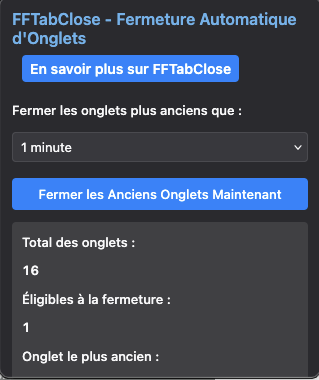 FFTabClose - Fermeture Automatique
d'Onglets
En savoir plus sur FFTabClose
Fermer les onglets plus anciens que :
1 minute
Fermer les Anciens Onglets Maintenant
Total des onglets :
16
Éligibles à la fermeture :
1
Onglet le plus ancien :